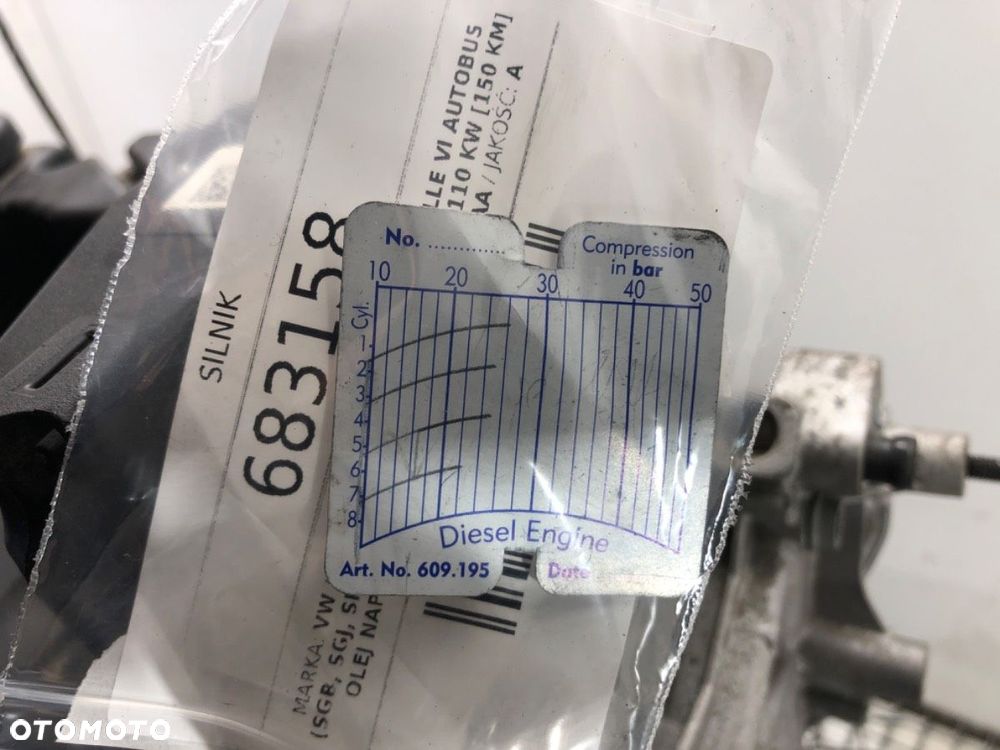 SILNIK
683158
LLE VI AUTOBUS
110 KW [150 KM]
AA / JAKOŚĆ: A
No. ..............
Compression
in bar
10 20 30 40 50
Cyl.
1
2
3
4
5
6
7
8
Diesel Engine
Art. No. 609.195
Date
MARKA: VW
(SGB, SGJ, S
OLEJ NAP
OTOMOTO